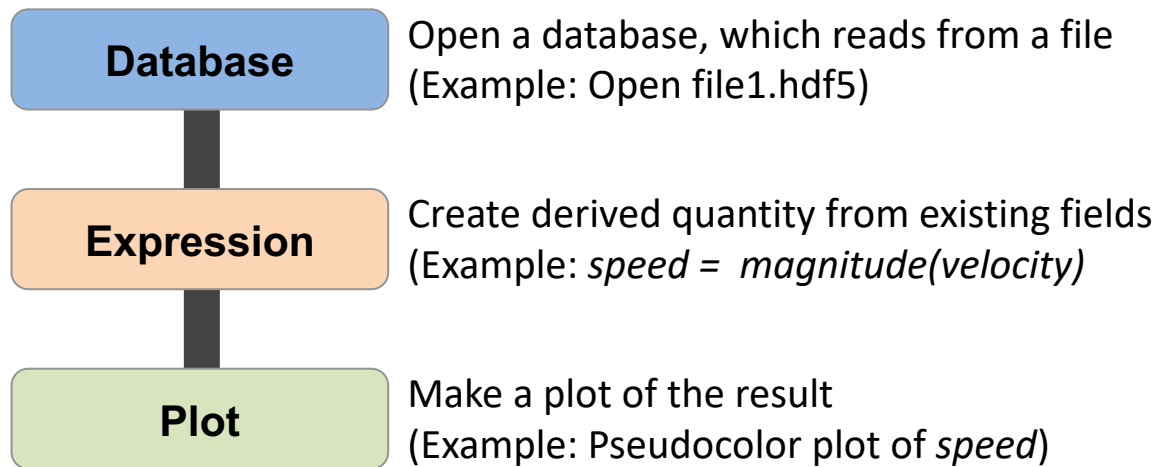 Database
Open a database, which reads from a file
(Example: Open file1.hdf5)
Expression
Create derived quantity from existing fields
(Example: speed =  magnitude(velocity)
Plot
Make a plot of the result
(Example: Pseudocolor plot of speed)